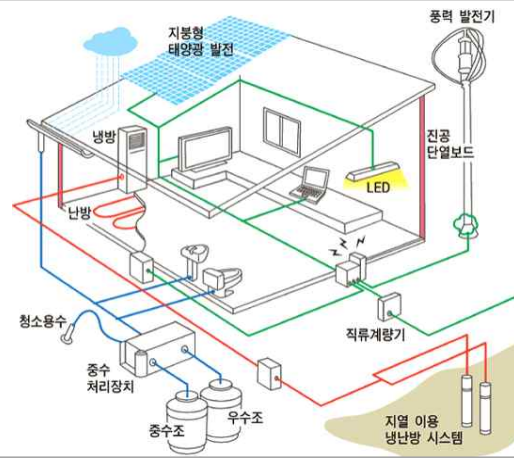 지붕형
태양광 발전
풍력 발전기
냉방
진공
단열보드
LED
난방
청소용수
직류계량기
중수
처리장치
중수조
우수조
지열 이용
냉난방 시스템